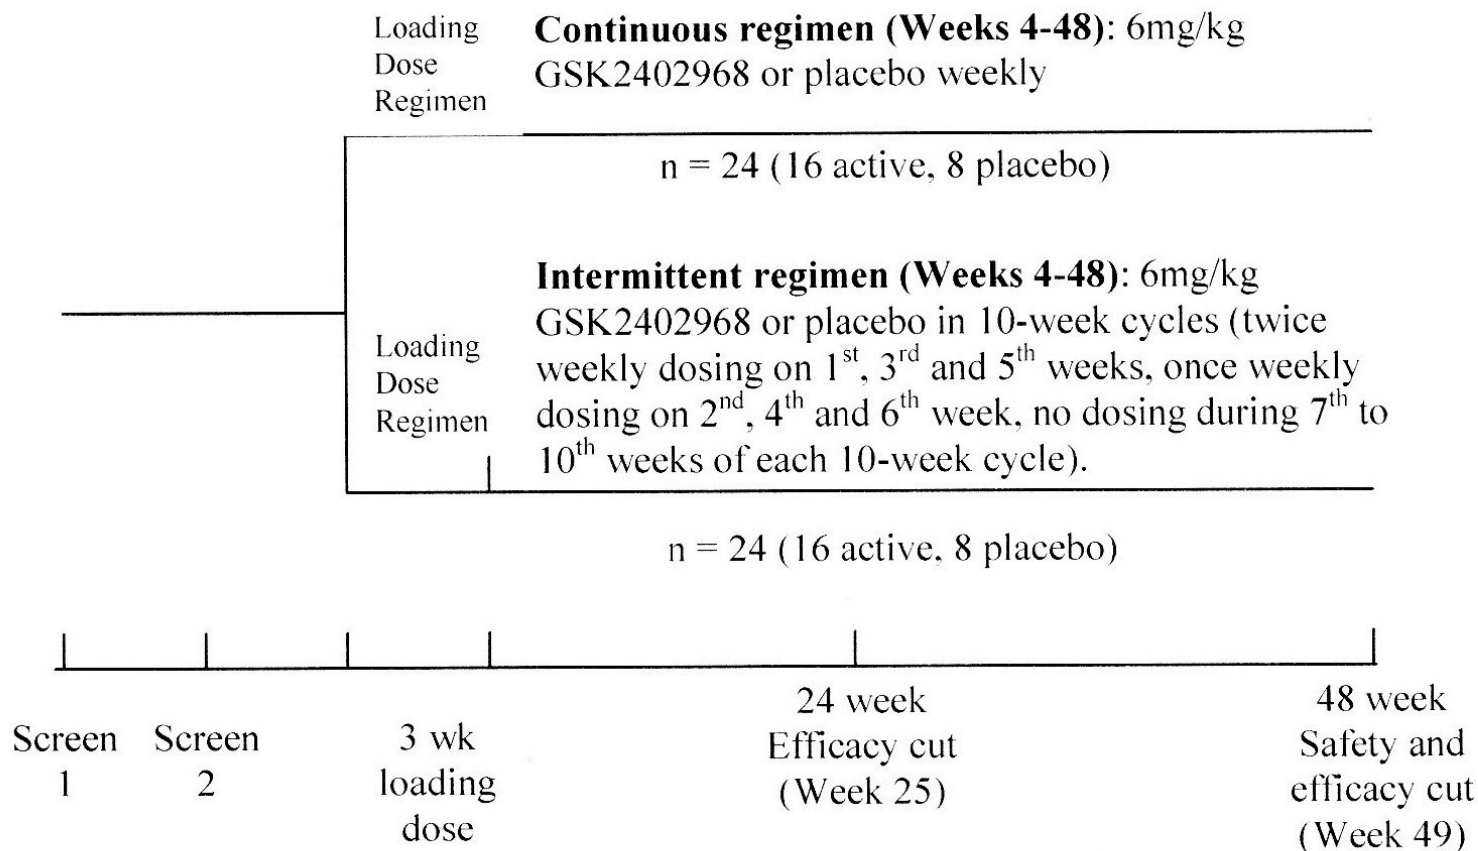 Loading
Dose
Regimen
Continuous regimen (Weeks 4-48): 6mg/kg
GSK2402968 or placebo weekly
n = 24 (16 active, 8 placebo)
Loading
Dose
Regimen
Intermittent regimen (Weeks 4-48): 6mg/kg
GSK2402968 or placebo in 10-week cycles (twice
weekly dosing on 1st, 3rd and 5th weeks, once weekly
dosing on 2nd, 4th and 6th week, no dosing during 7th to
10th weeks of each 10-week cycle).
n = 24 (16 active, 8 placebo)
Screen
1
Screen
2
3 wk
loading
dose
24 week
Efficacy cut
(Week 25)
48 week
Safety and
efficacy cut
(Week 49)